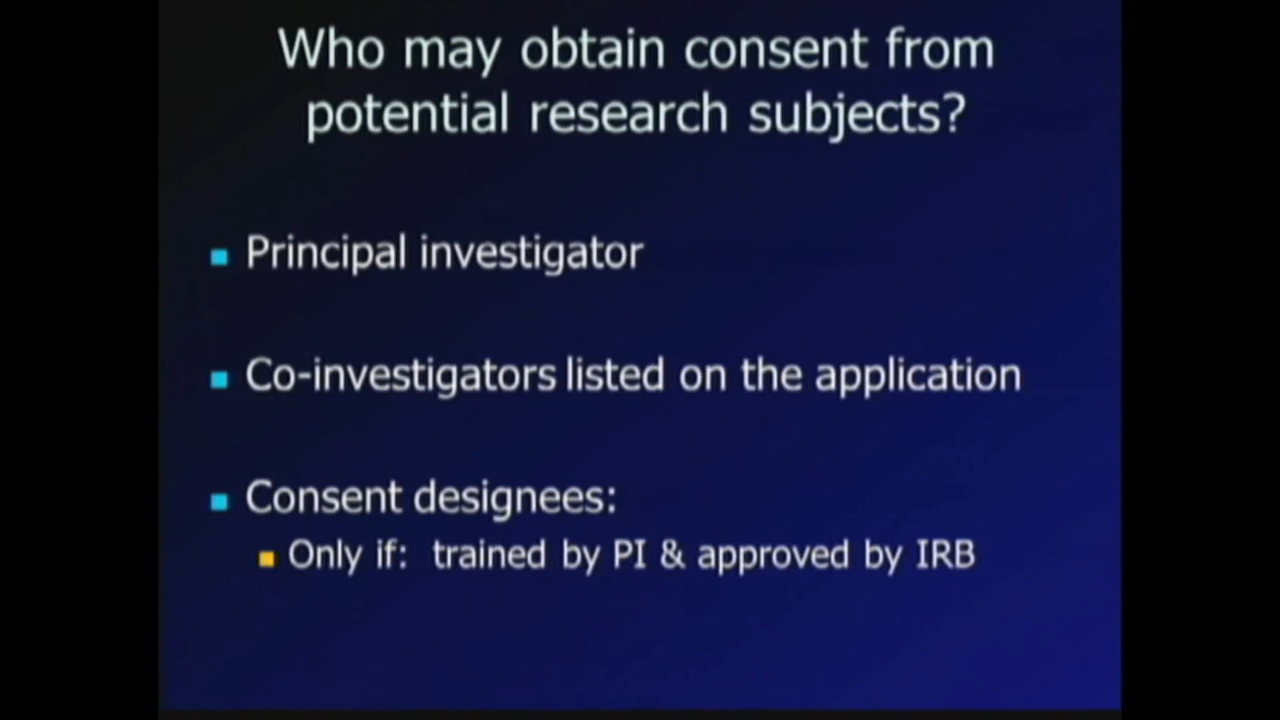 Who may obtain consent from
potential research subjects?
Principal investigator
Co-investigators listed on the application
Consent designees:
Only if: trained by PI & approved by IRB